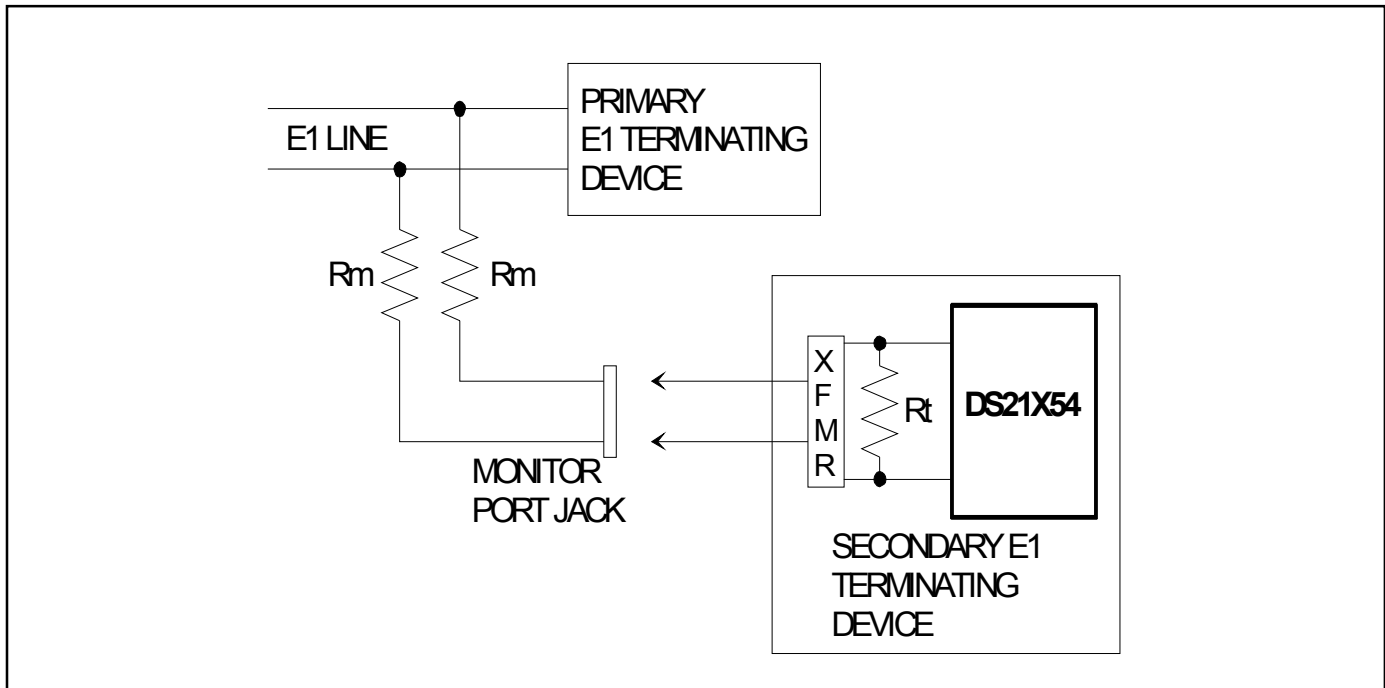 PRIMARY
E1 TERMINATING
DEVICE
E1 LINE
Rm
Rm
MONITOR
PORT JACK
X
F
M
R
Rt
DS21X54
SECONDARY E1
TERMINATING
DEVICE